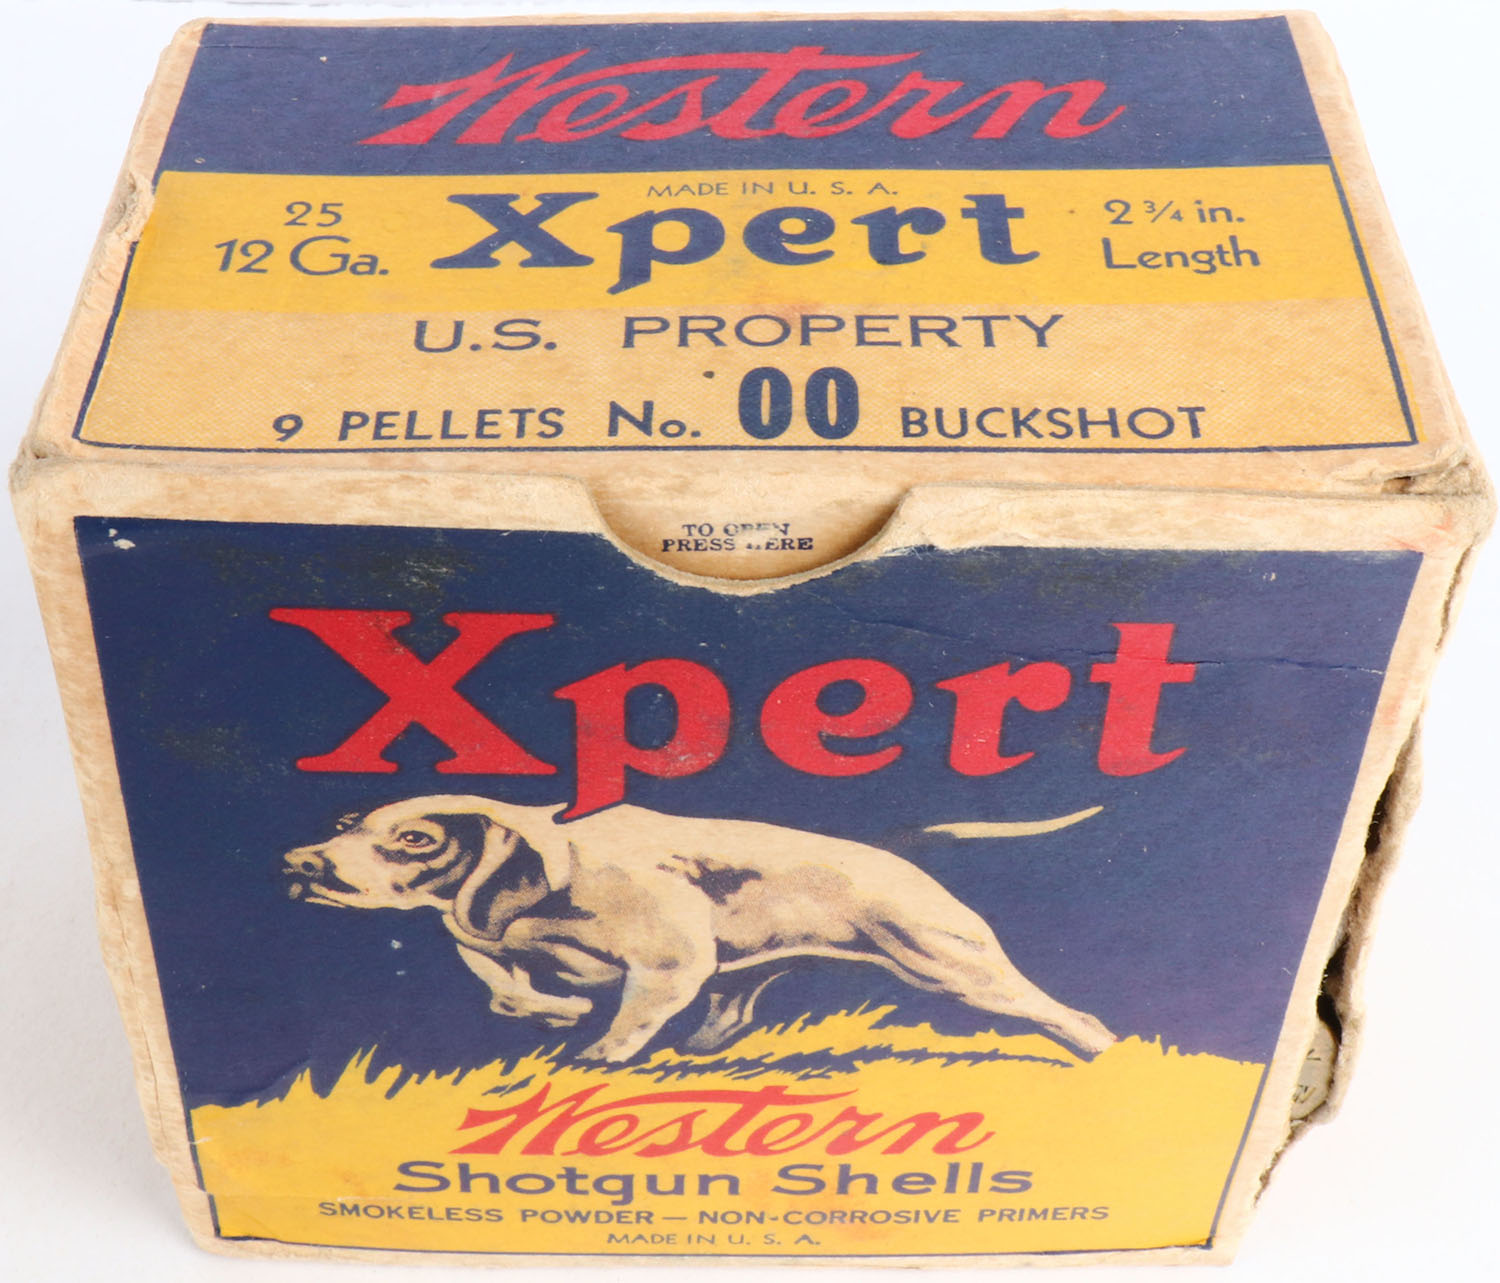 Western
MADE IN U. S. A.
25
12 Ga.
Xpert
2 3/4 in.
Length
U.S. PROPERTY
9 PELLETS No. 00 BUCKSHOT
TO OPEN
PRESS HERE
Xpert
Western
Shotgun Shells
SMOKELESS POWDER — NON-CORROSIVE PRIMERS
MADE IN U. S. A.